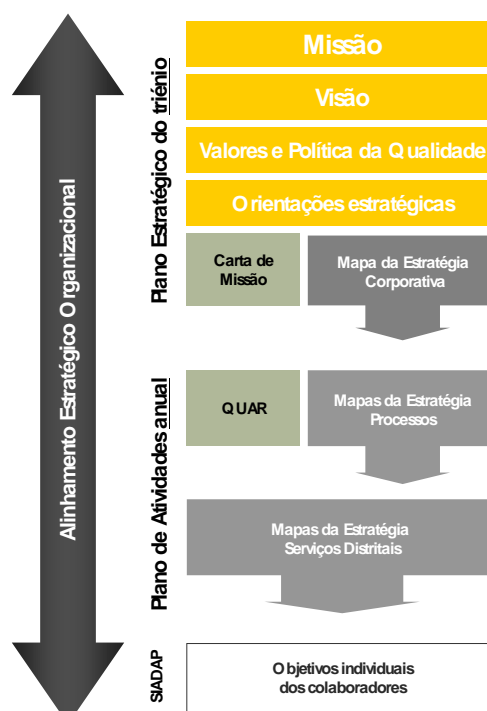 Alinhamento Estratégico Organizacional
Plano Estratégico do triénio
Missão
Visão
Valores e Política da Qualidade
Orientações estratégicas
Carta de
Missão
Mapa da Estratégia
Corporativa
Plano de Atividades anual
QUAR
Mapas da Estratégia
Processos
Mapas da Estratégia
Serviços Distritais
SIADAP
Objetivos individuais
dos colaboradores